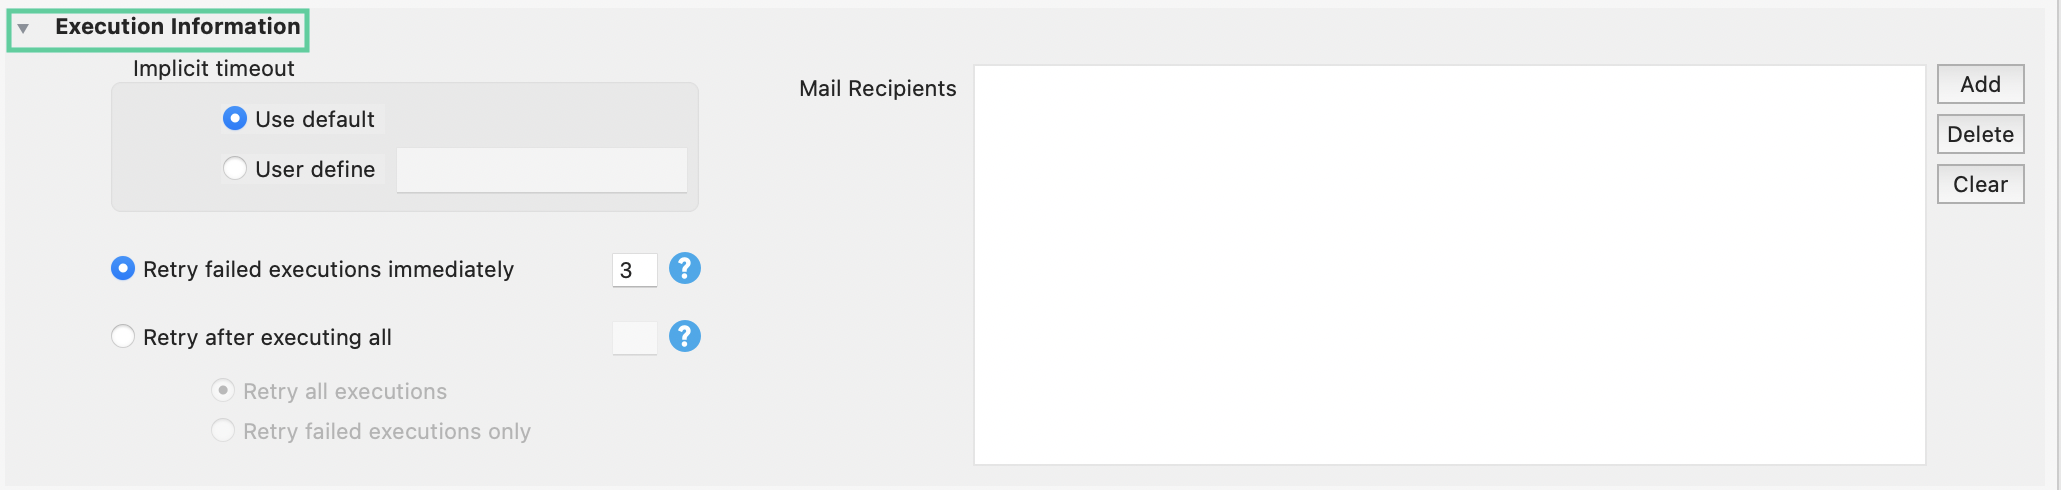 Execution Information
Implicit timeout
Use default
User define
Retry failed executions immediately 3 ?
Retry after executing all ?
Retry all executions
Retry failed executions only
Mail Recipients
Add
Delete
Clear